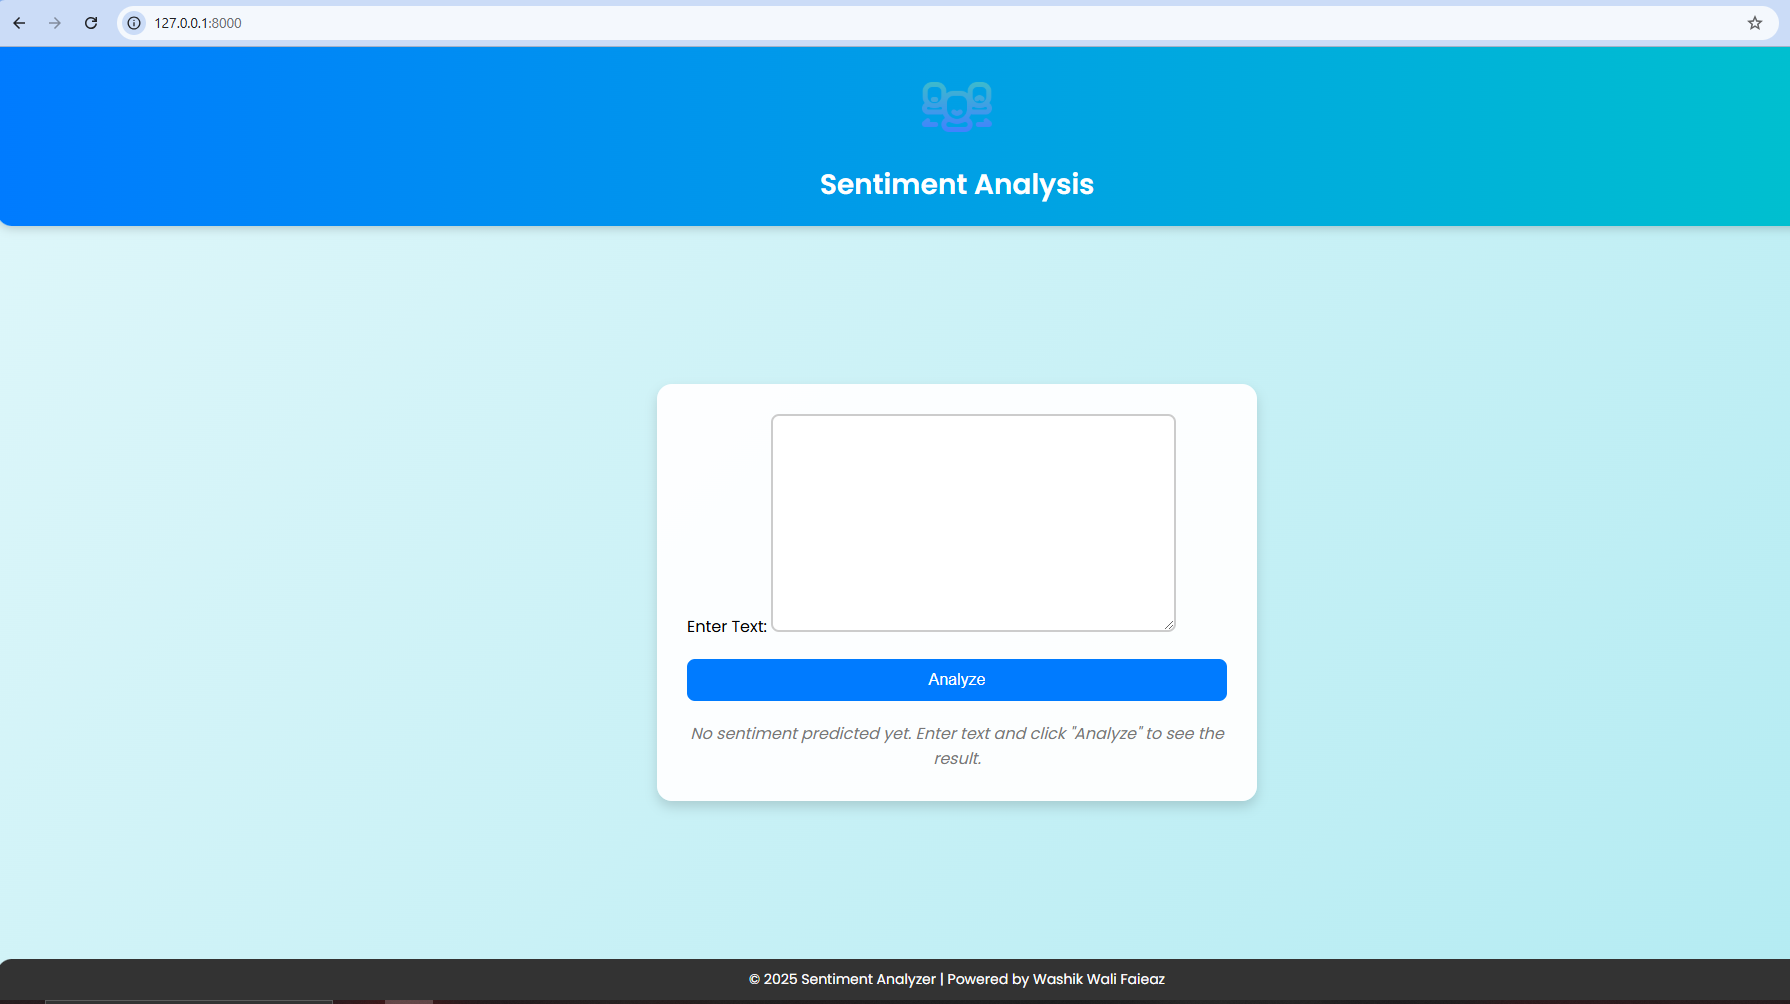 127.0.0.1:8000
Sentiment Analysis
Enter Text:
Analyze
No sentiment predicted yet. Enter text and click "Analyze" to see the
result.
© 2025 Sentiment Analyzer | Powered by Washik Wali Faieaz